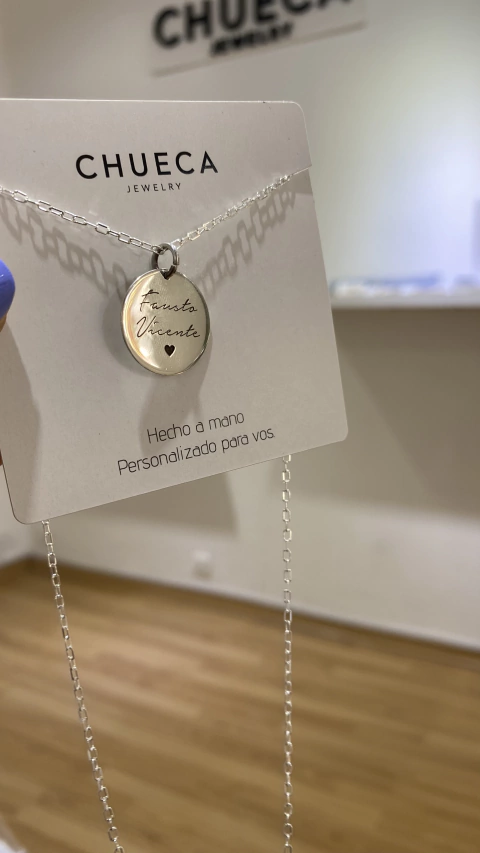 CHUECA
JEWELRY
CHUECA
JEWELRY
Fausto
Vicente
Hecho a mano
Personalizado para vos.